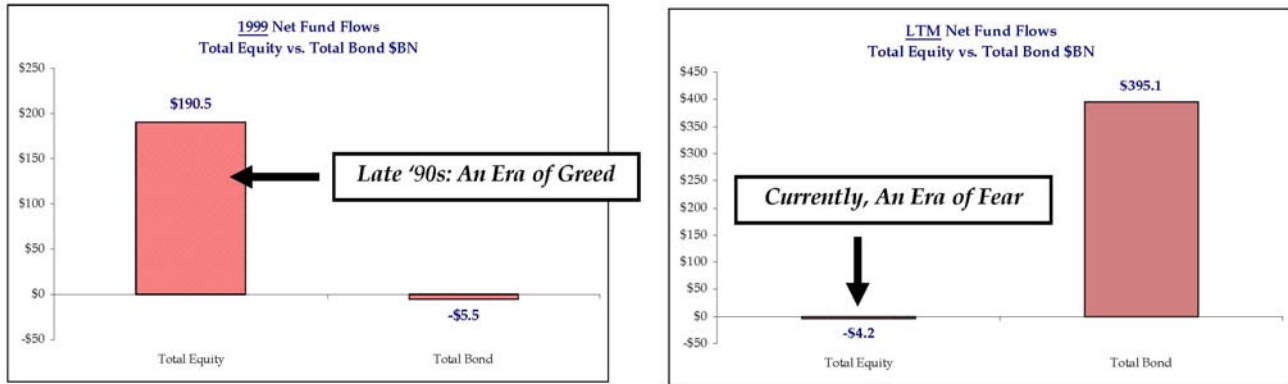 1999 Net Fund Flows
Total Equity vs. Total Bond $BN
$250
$200
$150
$100
$50
$0
-$50
$190.5
-$5.5
Late ‘90s: An Era of Greed
Total Equity
Total Bond
LTM Net Fund Flows
Total Equity vs. Total Bond $BN
$450
$400
$350
$300
$250
$200
$150
$100
$50
$0
-$50
$395.1
Currently, An Era of Fear
-$4.2
Total Equity
Total Bond